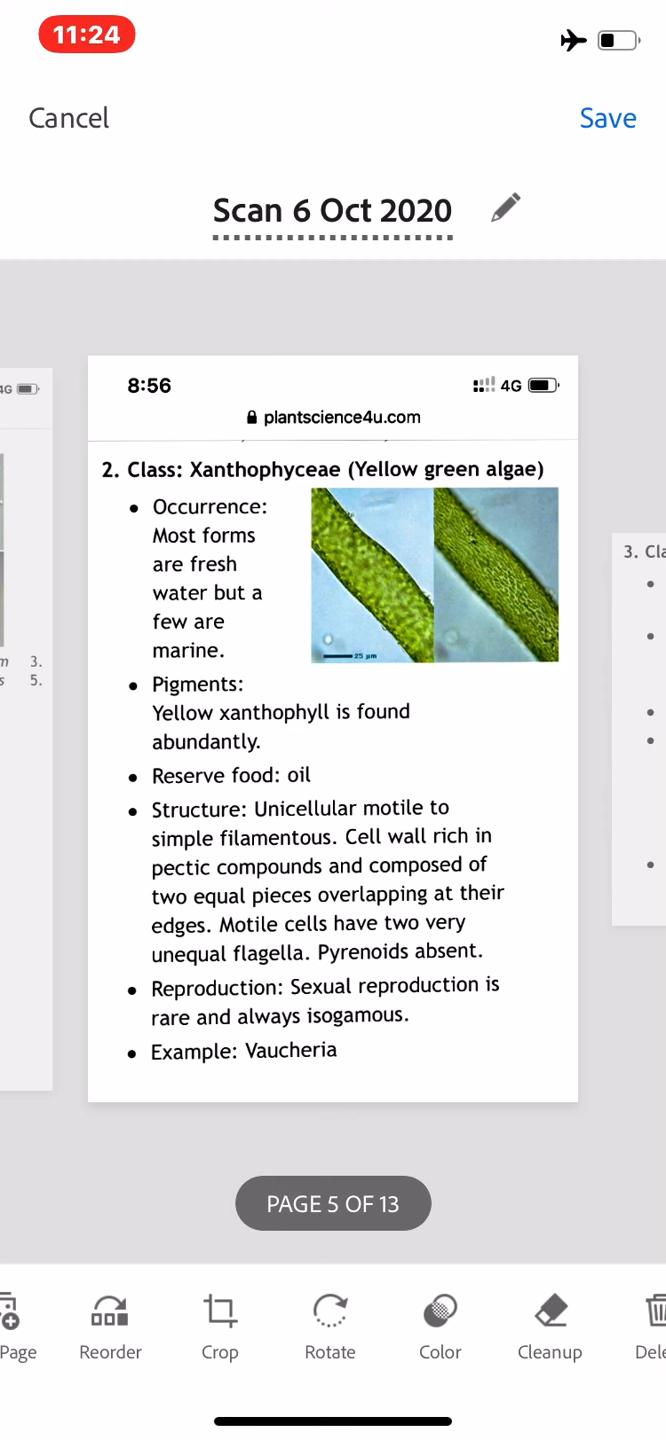 11:24
Cancel
Save
Scan 6 Oct 2020
4G
8:56
4G
plantscience4u.com
2. Class: Xanthophyceae (Yellow green algae)
• Occurrence:
Most forms
are fresh
water but a
few are
marine.
25 µm
• Pigments:
Yellow xanthophyll is found
abundantly.
• Reserve food: oil
• Structure: Unicellular motile to
simple filamentous. Cell wall rich in
pectic compounds and composed of
two equal pieces overlapping at their
edges. Motile cells have two very
unequal flagella. Pyrenoids absent.
• Reproduction: Sexual reproduction is
rare and always isogamous.
• Example: Vaucheria
3.
5.
3. Cla
PAGE 5 OF 13
Page
Reorder
Crop
Rotate
Color
Cleanup
Dele